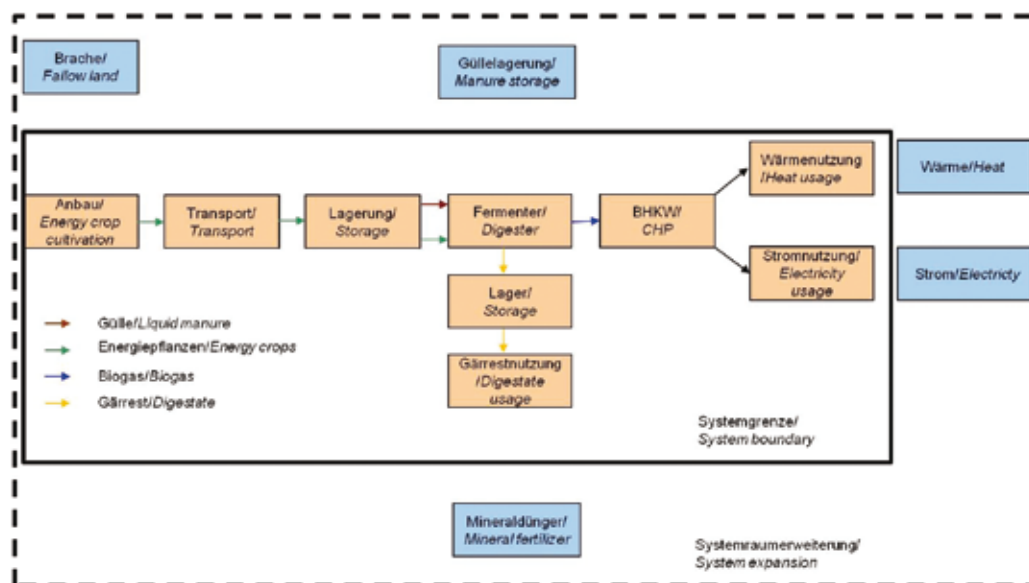 Brache/
Fallow land
Güllelagerung/
Manure storage
Wärmenutzung
/Heat usage
Wärme/Heat
Anbau/
Energy crop
cultivation
Transport/
Transport
Lagerung/
Storage
Fermenter/
Digester
BHKW/
CHP
Stromnutzung/
Electricity
usage
Strom/Electricty
Lager/
Storage
Gülle/Liquid manure
Energiepflanzen/Energy crops
Biogas/Biogas
Gärrest/Digestate
Gärrestnutzung
/Digestate
usage
Systemgrenze/
System boundary
Mineraldünger/
Mineral fertilizer
Systemraumerweiterung/
System expansion